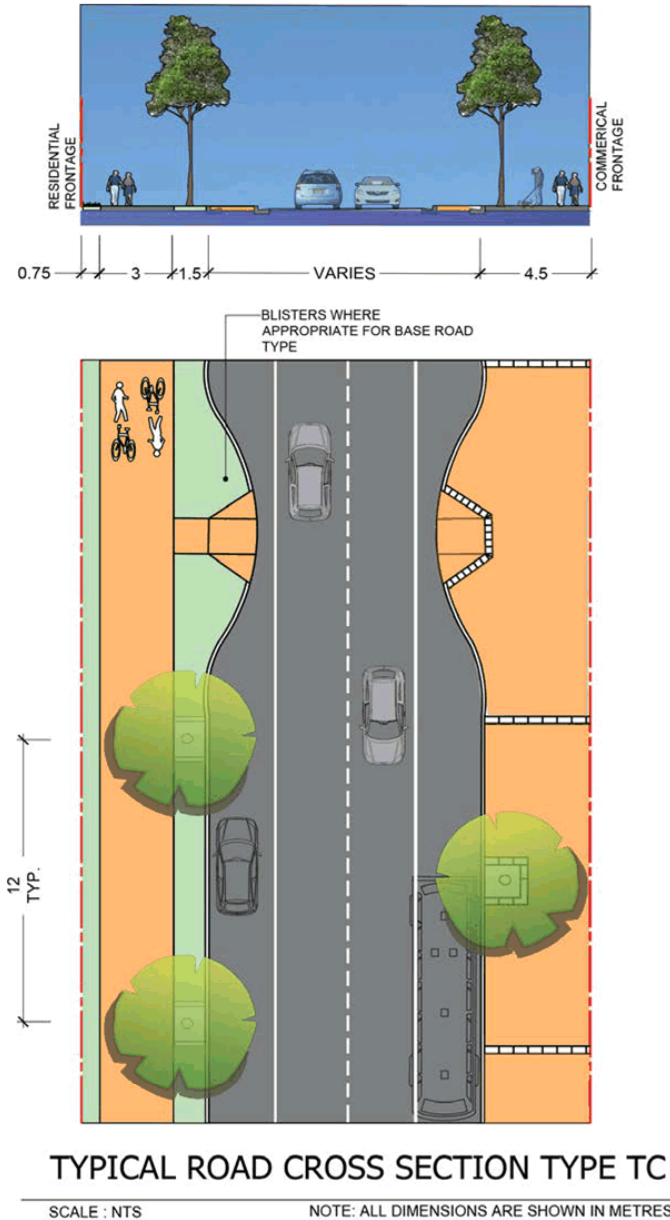 RESIDENTIAL
FRONTAGE
COMMERICAL
FRONTAGE
0.75
3
1.5
VARIES
4.5
BLISTERS WHERE
APPROPRIATE FOR BASE ROAD
TYPE
12
TYP.
TYPICAL ROAD CROSS SECTION TYPE TC
SCALE : NTS
NOTE: ALL DIMENSIONS ARE SHOWN IN METRES